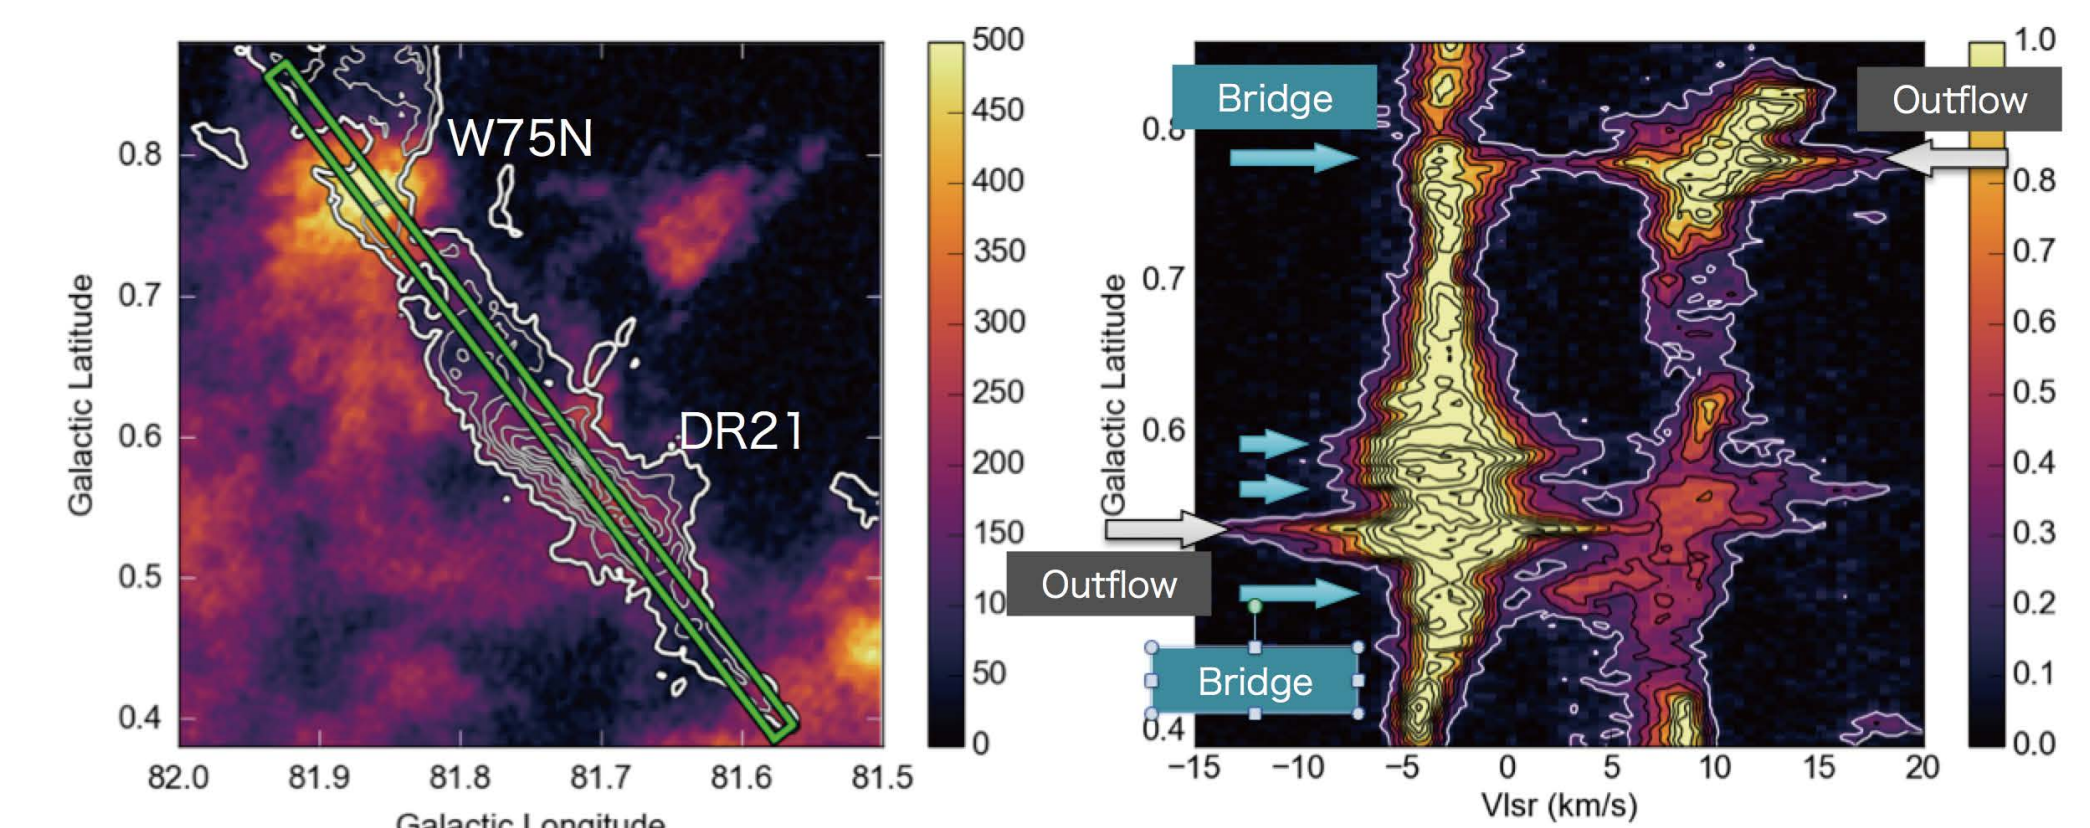 W75N
DR21
Galactic Latitude
0.8
0.7
0.6
0.5
0.4
82.0 81.9 81.8 81.7 81.6 81.5
Galactic Longitude
500
450
400
350
300
250
200
150
10
50
0
Bridge
Outflow
Outflow
Bridge
Galactic Latitude
0.8
0.7
0.6
0.4
−15 −10 −5 0 5 10 15 20
Vlsr (km/s)
1.0
0.8
0.7
0.6
0.5
0.4
0.3
0.2
0.1
0.0